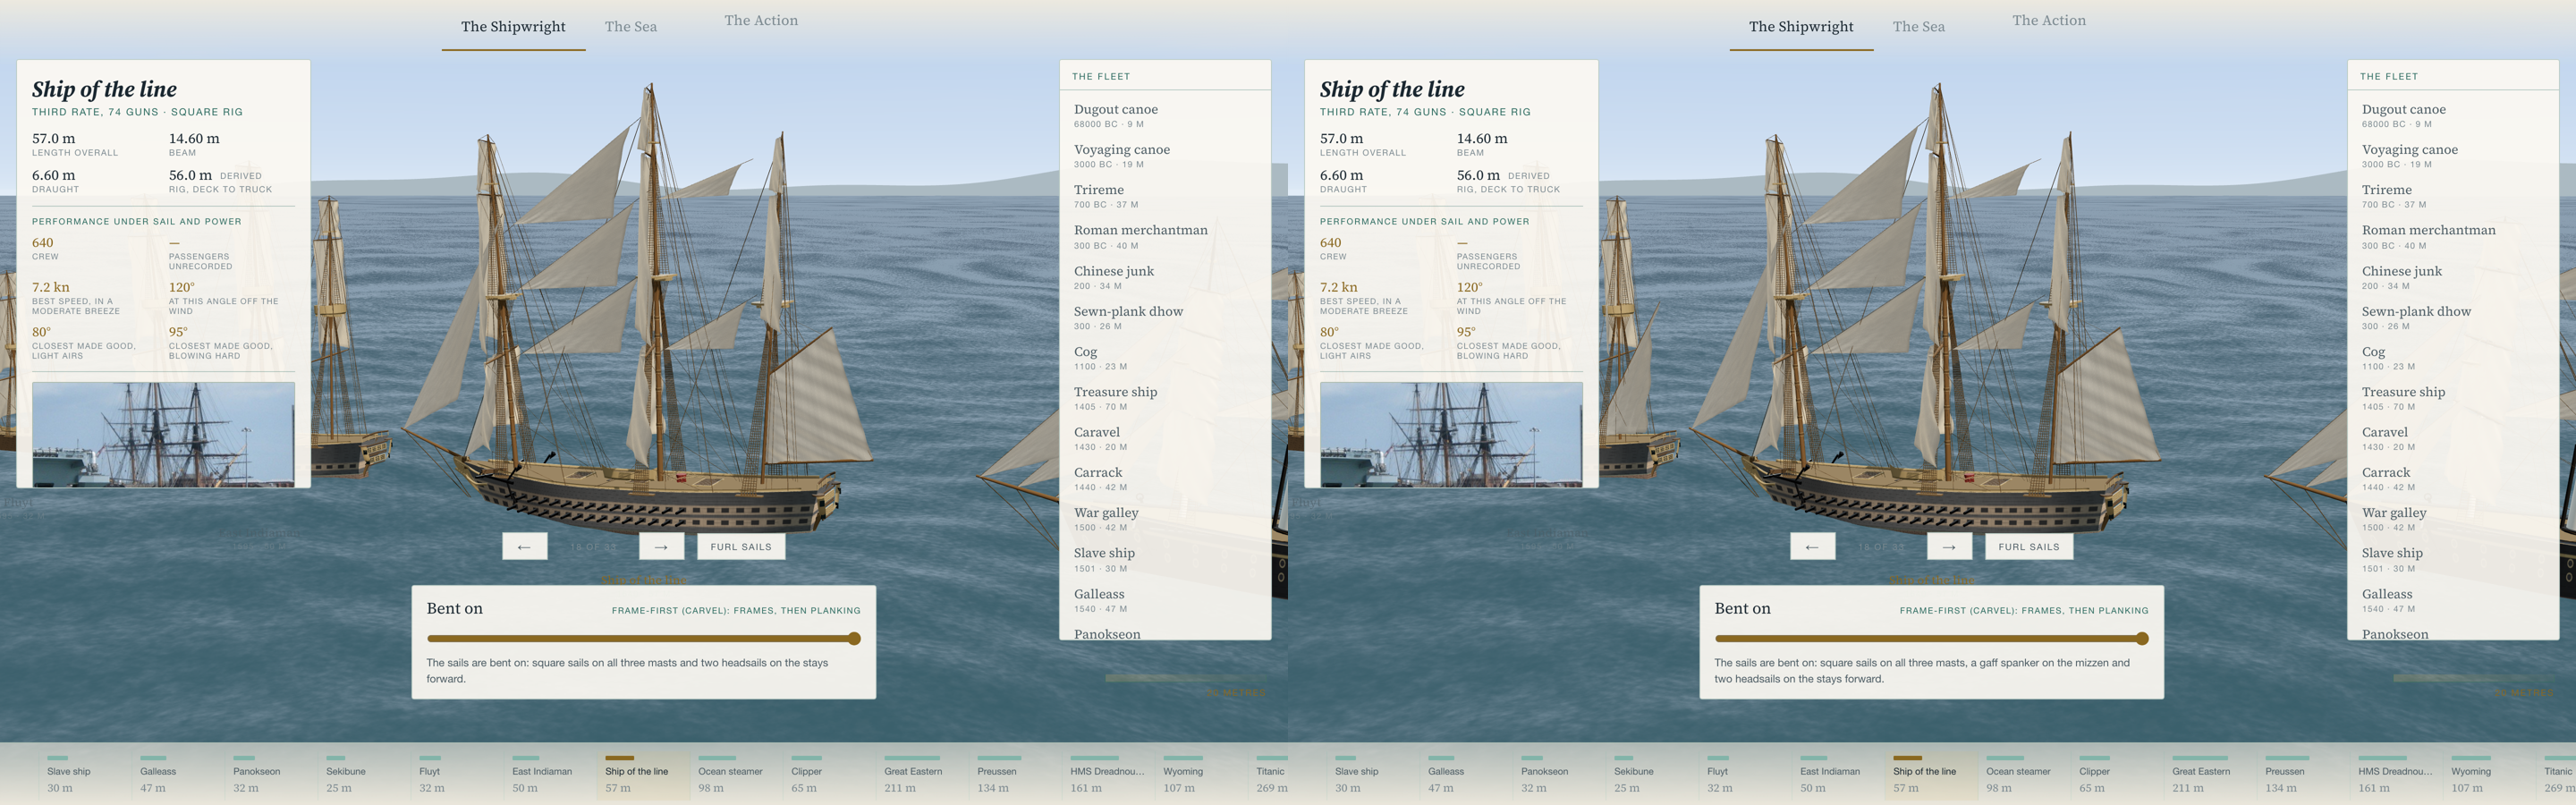 The Shipwright
The Sea
The Action
Ship of the line
THIRD RATE, 74 GUNS · SQUARE RIG
57.0 m
LENGTH OVERALL
14.60 m
BEAM
6.60 m
DRAUGHT
56.0 m DERIVED
RIG, DECK TO TRUCK
PERFORMANCE UNDER SAIL AND POWER
640
CREW
—
PASSENGERS
UNRECORDED
7.2 kn
BEST SPEED, IN A
MODERATE BREEZE
120°
AT THIS ANGLE OFF THE
WIND
80°
CLOSEST MADE GOOD,
LIGHT AIRS
95°
CLOSEST MADE GOOD,
BLOWING HARD
THE FLEET
Dugout canoe
68000 BC · 9 M
Voyaging canoe
3000 BC · 19 M
Trireme
700 BC · 37 M
Roman merchantman
300 BC · 40 M
Chinese junk
200 · 34 M
Sewn-plank dhow
300 · 26 M
Cog
1100 · 23 M
Treasure ship
1405 · 70 M
Caravel
1430 · 20 M
Carrack
1440 · 42 M
War galley
1500 · 42 M
Slave ship
1501 · 30 M
Galleass
1540 · 47 M
Panokseon
←
→
FURL SAILS
Ship of the line
Bent on
FRAME-FIRST (CARVEL): FRAMES, THEN PLANKING
The sails are bent on: square sails on all three masts and two headsails on the stays
forward.
METRES
Slave ship
30 m
Galleass
47 m
Panokseon
32 m
Sekibune
25 m
Fluyt
32 m
East Indiaman
50 m
Ship of the line
57 m
Ocean steamer
98 m
Clipper
65 m
Great Eastern
211 m
Preussen
134 m
HMS Dreadnou...
161 m
Wyoming
107 m
Titanic
269 m
The Shipwright
The Sea
The Action
Ship of the line
THIRD RATE, 74 GUNS · SQUARE RIG
57.0 m
LENGTH OVERALL
14.60 m
BEAM
6.60 m
DRAUGHT
56.0 m DERIVED
RIG, DECK TO TRUCK
PERFORMANCE UNDER SAIL AND POWER
640
CREW
—
PASSENGERS
UNRECORDED
7.2 kn
BEST SPEED, IN A
MODERATE BREEZE
120°
AT THIS ANGLE OFF THE
WIND
80°
CLOSEST MADE GOOD,
LIGHT AIRS
95°
CLOSEST MADE GOOD,
BLOWING HARD
THE FLEET
Dugout canoe
68000 BC · 9 M
Voyaging canoe
3000 BC · 19 M
Trireme
700 BC · 37 M
Roman merchantman
300 BC · 40 M
Chinese junk
200 · 34 M
Sewn-plank dhow
300 · 26 M
Cog
1100 · 23 M
Treasure ship
1405 · 70 M
Caravel
1430 · 20 M
Carrack
1440 · 42 M
War galley
1500 · 42 M
Slave ship
1501 · 30 M
Galleass
1540 · 47 M
Panokseon
←
→
FURL SAILS
Ship of the line
Bent on
FRAME-FIRST (CARVEL): FRAMES, THEN PLANKING
The sails are bent on: square sails on all three masts, a gaff spanker on the mizzen and
two headsails on the stays forward.
METRES
Slave ship
30 m
Galleass
47 m
Panokseon
32 m
Sekibune
25 m
Fluyt
32 m
East Indiaman
50 m
Ship of the line
57 m
Ocean steamer
98 m
Clipper
65 m
Great Eastern
211 m
Preussen
134 m
HMS Dreadnou...
161 m
Wyoming
107 m
Titanic
269 m